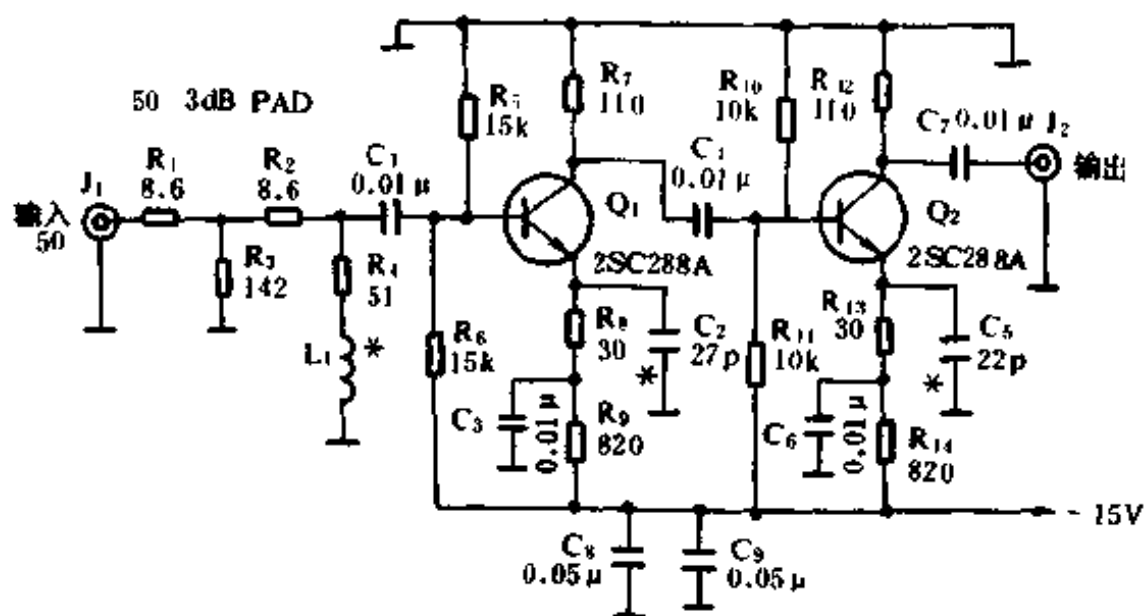 50 3dB PAD
输入
50
J₁
R₁
8.6
R₂
8.6
R₃
142
R₄
51
L₁ *
C₁
0.01μ
R₅
15k
R₆
15k
R₇
110
Q₁
2SC288A
R₈
30
C₂
27p
*
C₃
0.01μ
R₉
820
C₄
0.01μ
R₁₀
10k
R₁₁
10k
R₁₂
110
C₇ 0.01μ J₂
输出
Q₂
2SC288A
R₁₃
30
C₅
22p
*
C₆
0.01μ
R₁₄
820
C₈
0.05μ
C₉
0.05μ
-15V